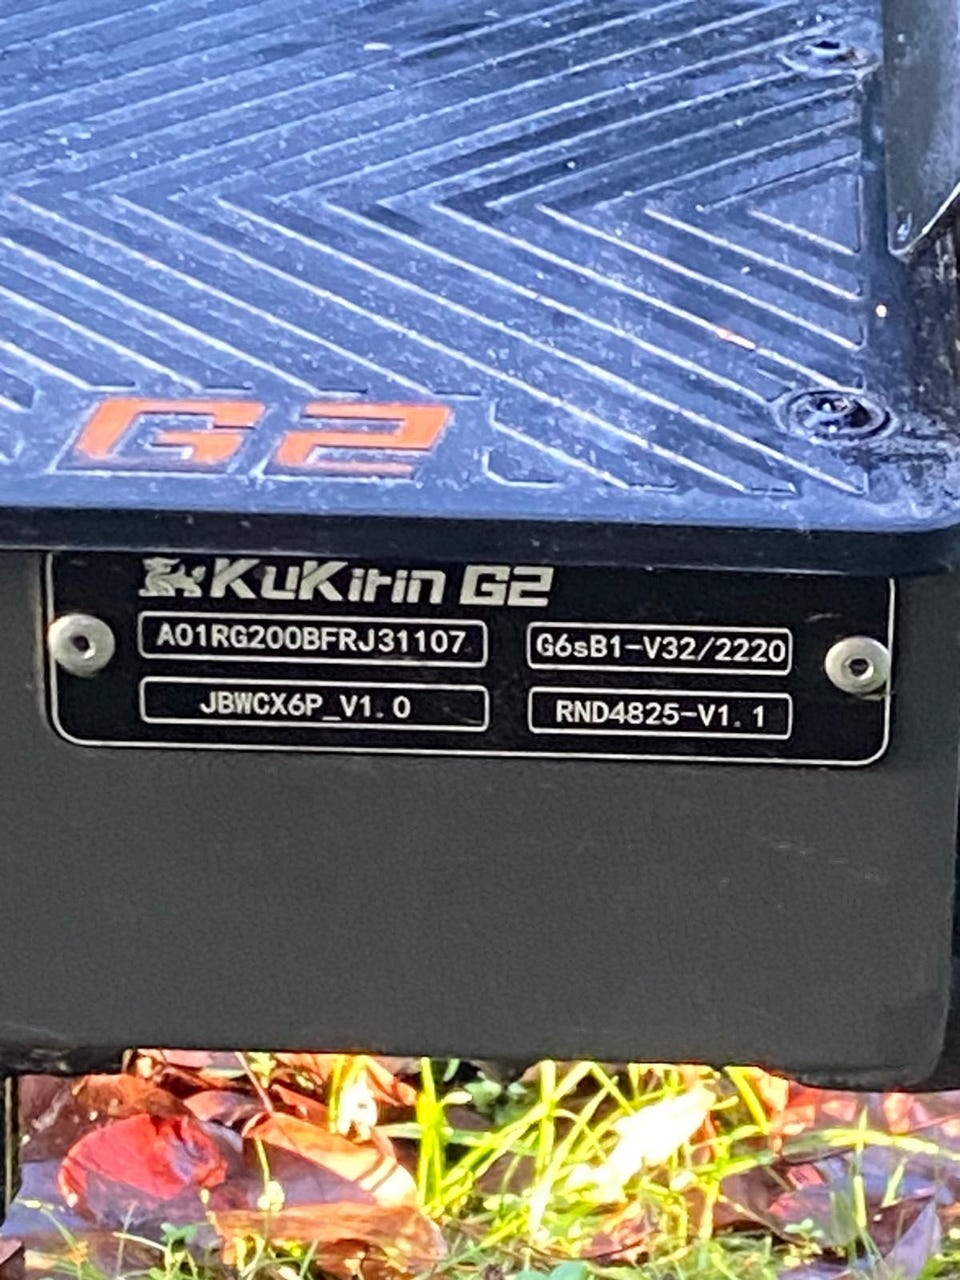 G2
KuKirin G2
A01RG200BFRJ31107
G6sB1-V32/2220
JBWCX6P_V1.0
RND4825-V1.1